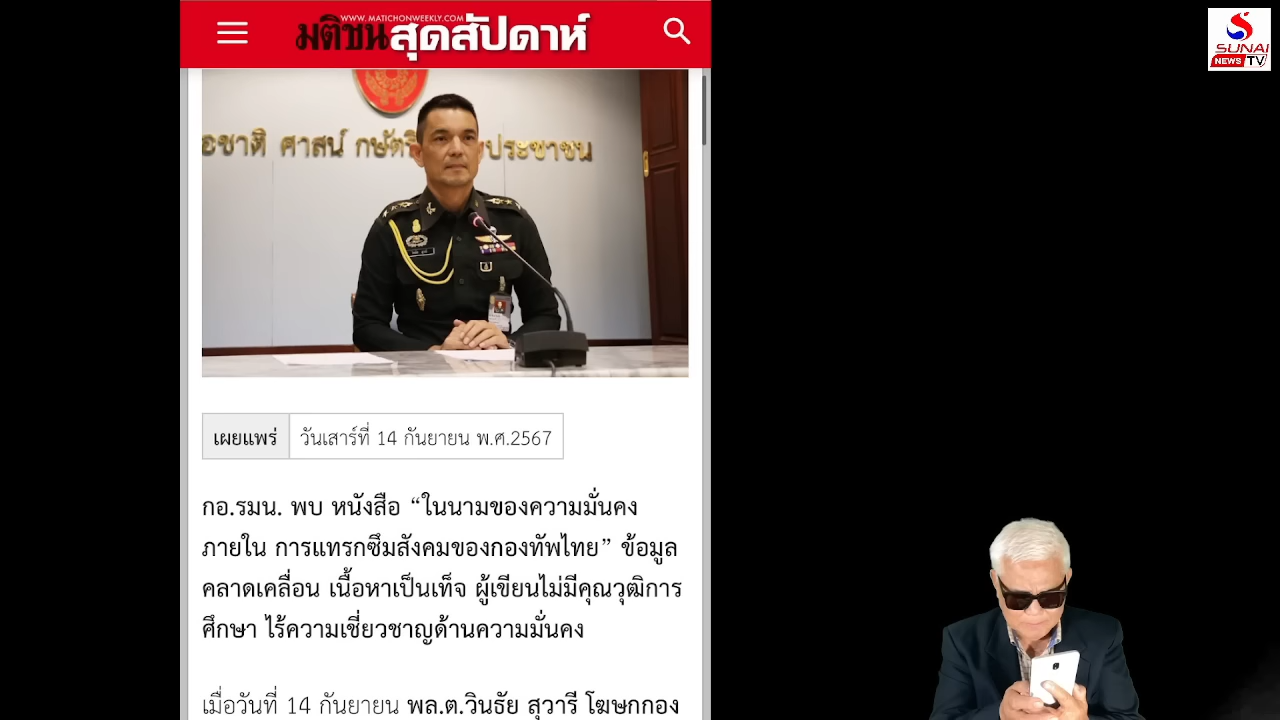 WWW.MATICHONWEEKLY.COM
มติชนสุดสัปดาห์
SUNAI
NEWS TV
อชาติ ศาสน์ กษัตริ ประชาชน
เผยแพร่ วันเสาร์ที่ 14 กันยายน พ.ศ.2567
กอ.รมน. พบ หนังสือ “ในนามของความมั่นคง
ภายใน การแทรกซึมสังคมของกองทัพไทย” ข้อมูล
คลาดเคลื่อน เนื้อหาเป็นเท็จ ผู้เขียนไม่มีคุณวุฒิการ
ศึกษา ไร้ความเชี่ยวชาญด้านความมั่นคง
เมื่อวันที่ 14 กันยายน พล.ต.วินธัย สุวารี โฆษกกอง